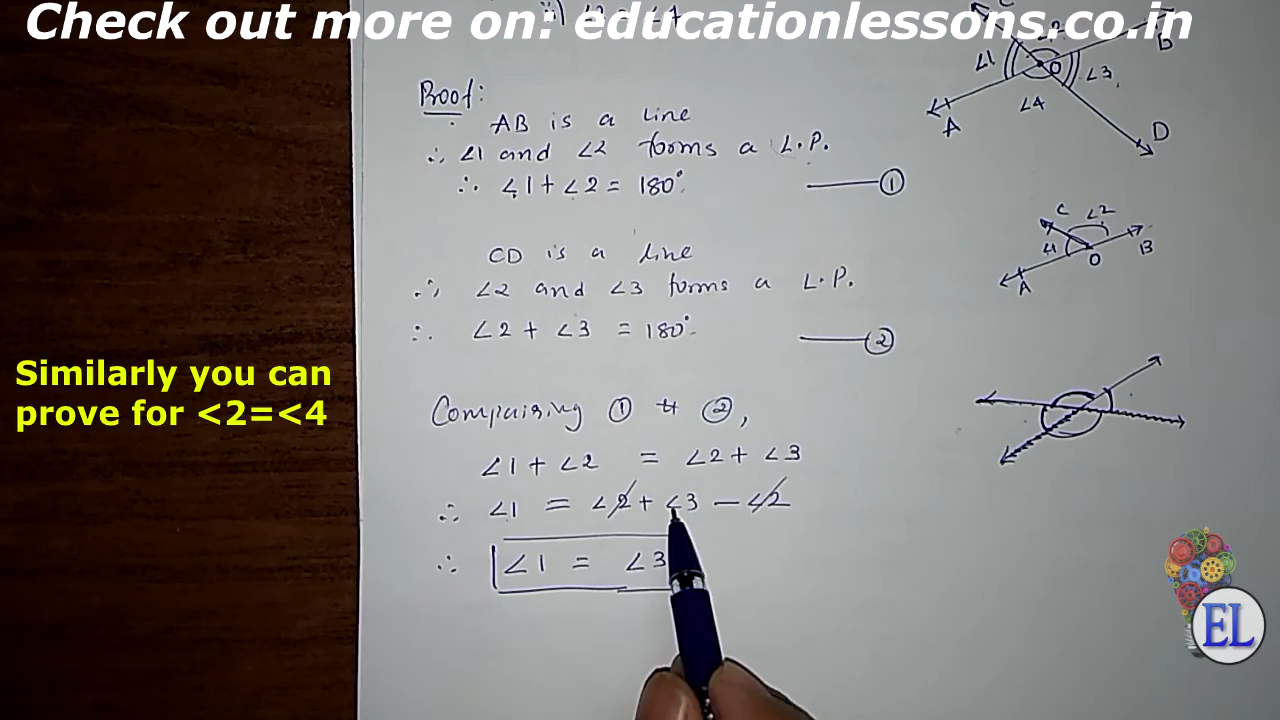 Check out more on: educationlessons.co.in
Proof:
∵ AB is a line
∴ ∠1 and ∠2 forms a L.P.
∴ ∠1 + ∠2 = 180° ①
CD is a line
∴ ∠2 and ∠3 forms a L.P.
∴ ∠2 + ∠3 = 180° ②
Compairing ① & ②,
∠1 + ∠2 = ∠2 + ∠3
∴ ∠1 = ∠2 + ∠3 - ∠2
∴ ∠1 = ∠3
Similarly you can
prove for <2=<4
C ∠2 B
∠1 O ∠3
∠4
A D
C ∠2
∠1 O B
A
EL